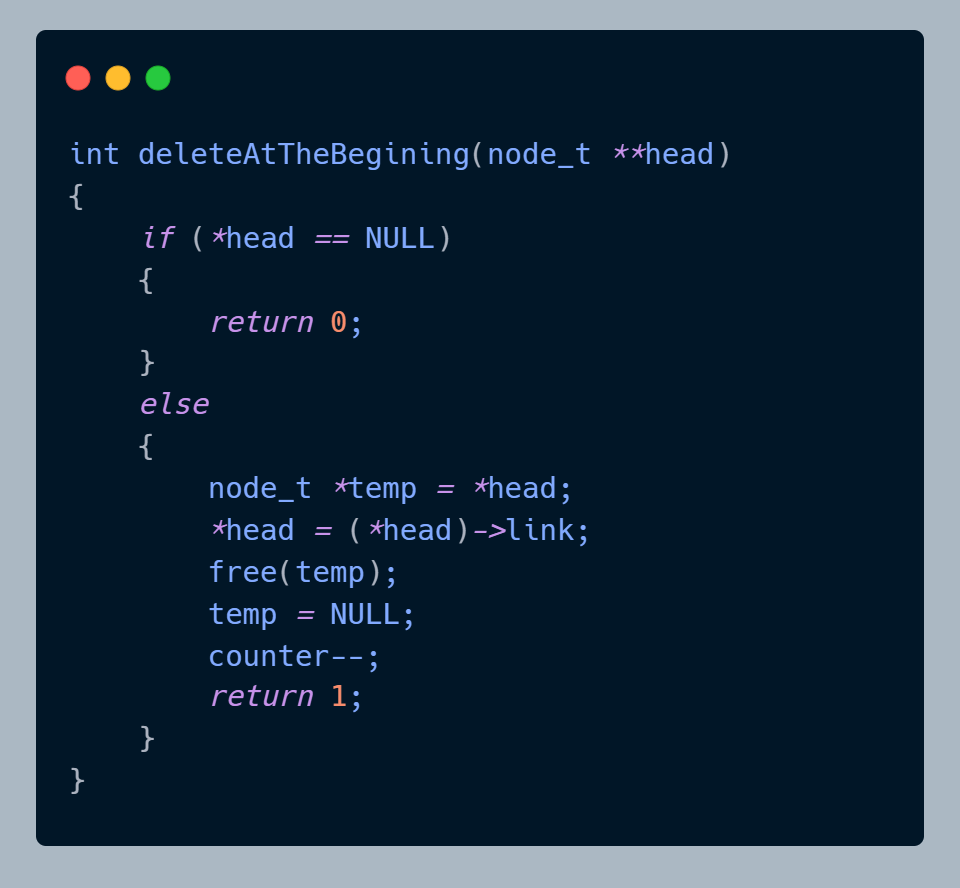 int deleteAtTheBegining(node_t **head)
{
    if (*head == NULL)
    {
        return 0;
    }
    else
    {
        node_t *temp = *head;
        *head = (*head)->link;
        free(temp);
        temp = NULL;
        counter--;
        return 1;
    }
}